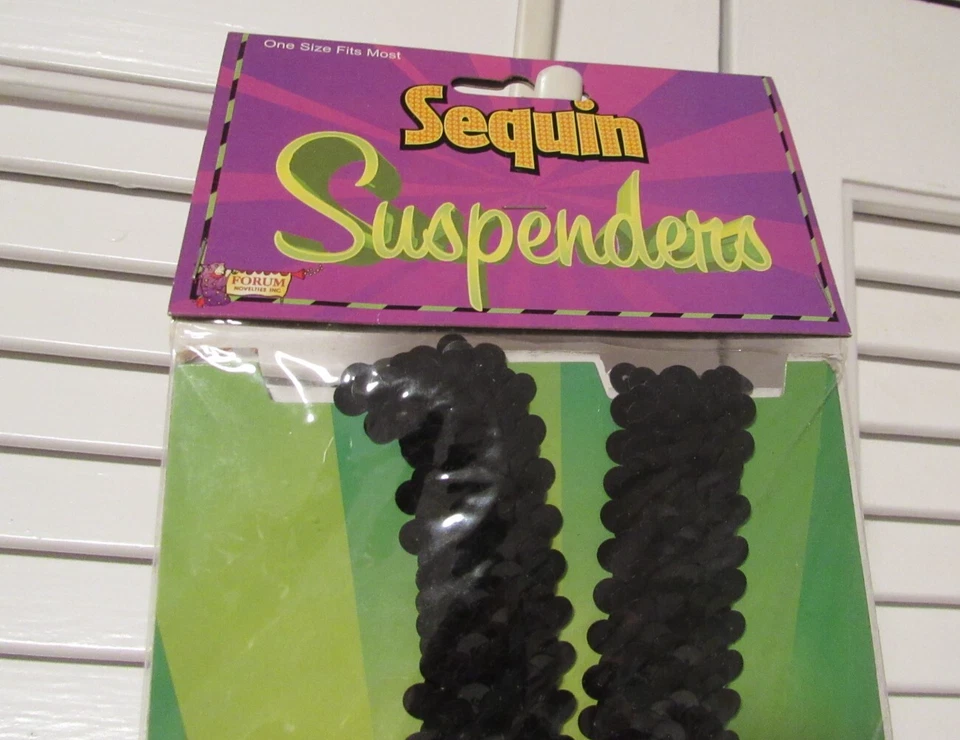 One Size Fits Most
Sequin
Suspenders
FORUM
NOVELTIES INC.